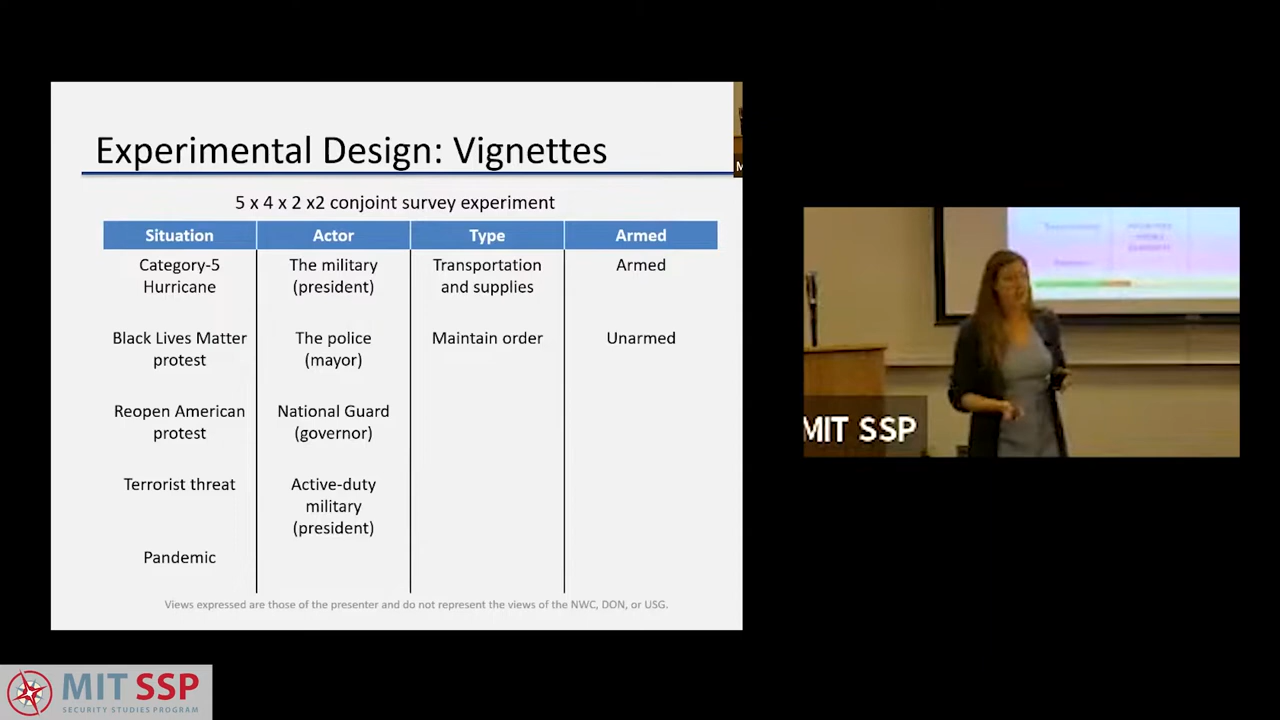 Experimental Design: Vignettes
5 x 4 x 2 x2 conjoint survey experiment
Situation Actor Type Armed
Category-5 Hurricane
The military (president)
Transportation and supplies
Armed
Black Lives Matter protest
The police (mayor)
Maintain order
Unarmed
Reopen American protest
National Guard (governor)
Terrorist threat
Active-duty military (president)
Pandemic
Views expressed are those of the presenter and do not represent the views of the NWC, DON, or USG.
MIT SSP
MIT SSP
SECURITY STUDIES PROGRAM